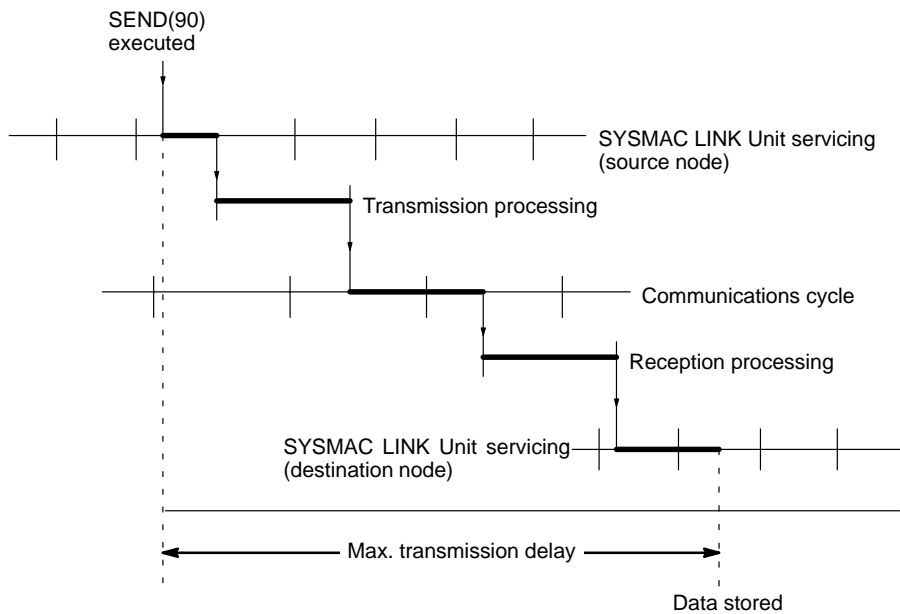 SEND(90)
executed
SYSMAC LINK Unit servicing
(source node)
Transmission processing
Communications cycle
Reception processing
SYSMAC LINK Unit servicing
(destination node)
Max. transmission delay
Data stored